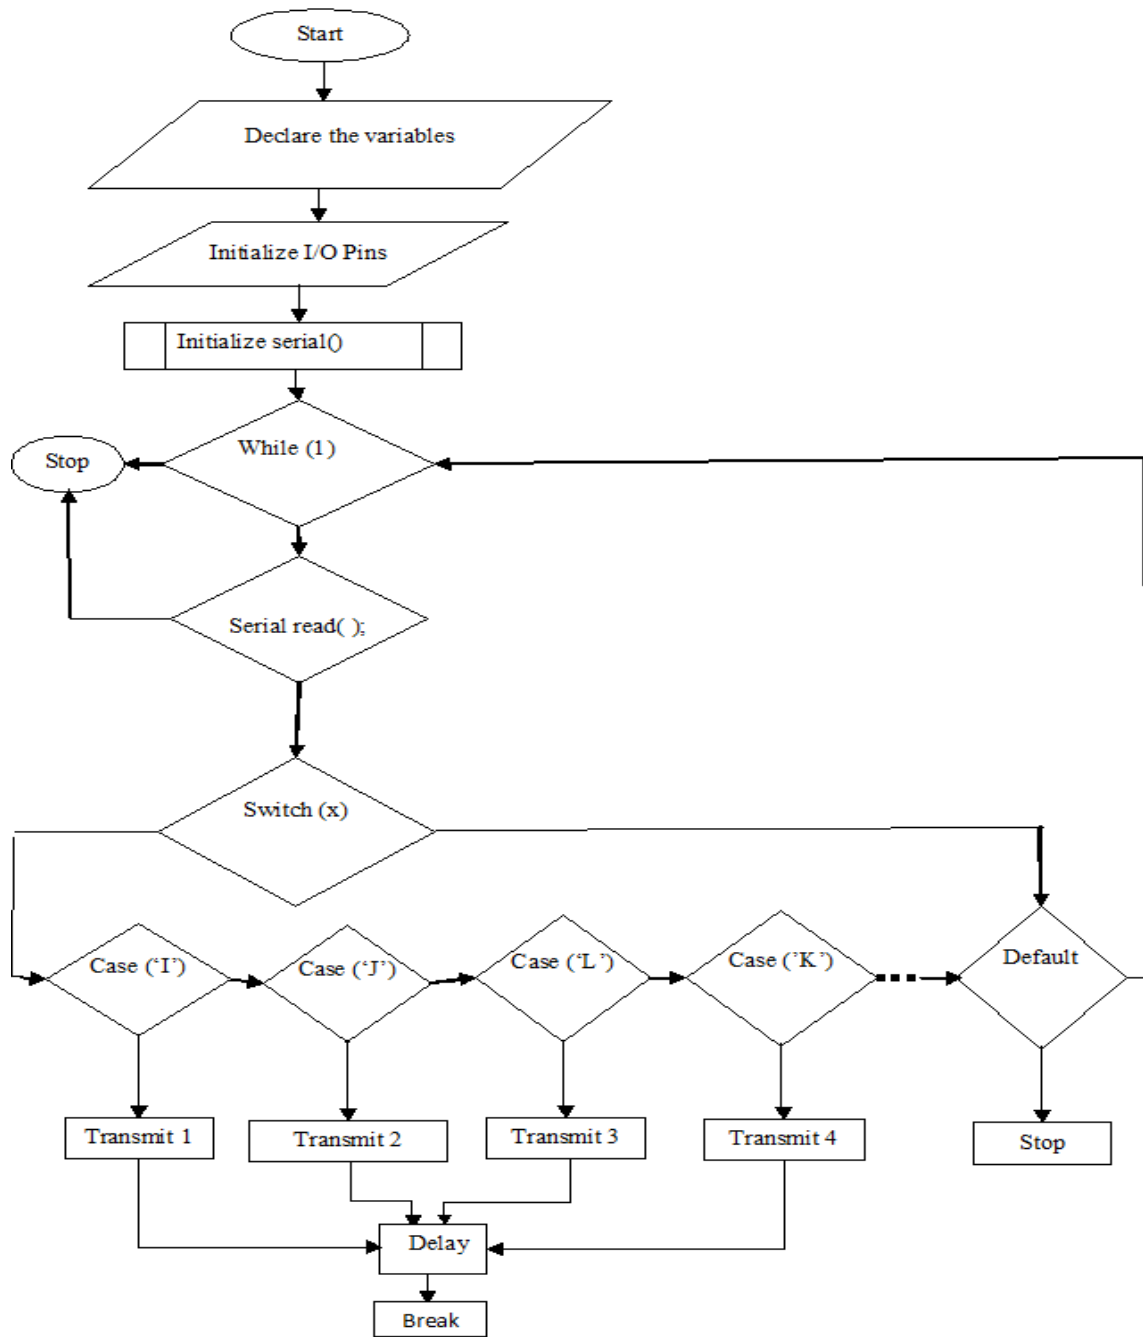 Start
Declare the variables
Initialize I/O Pins
Initialize serial()
While (1)
Stop
Serial read( );
Switch (x)
Case (‘I’)
Case (‘J’)
Case (‘L’)
Case (’K’)
Default
Transmit 1
Transmit 2
Transmit 3
Transmit 4
Stop
Delay
Break